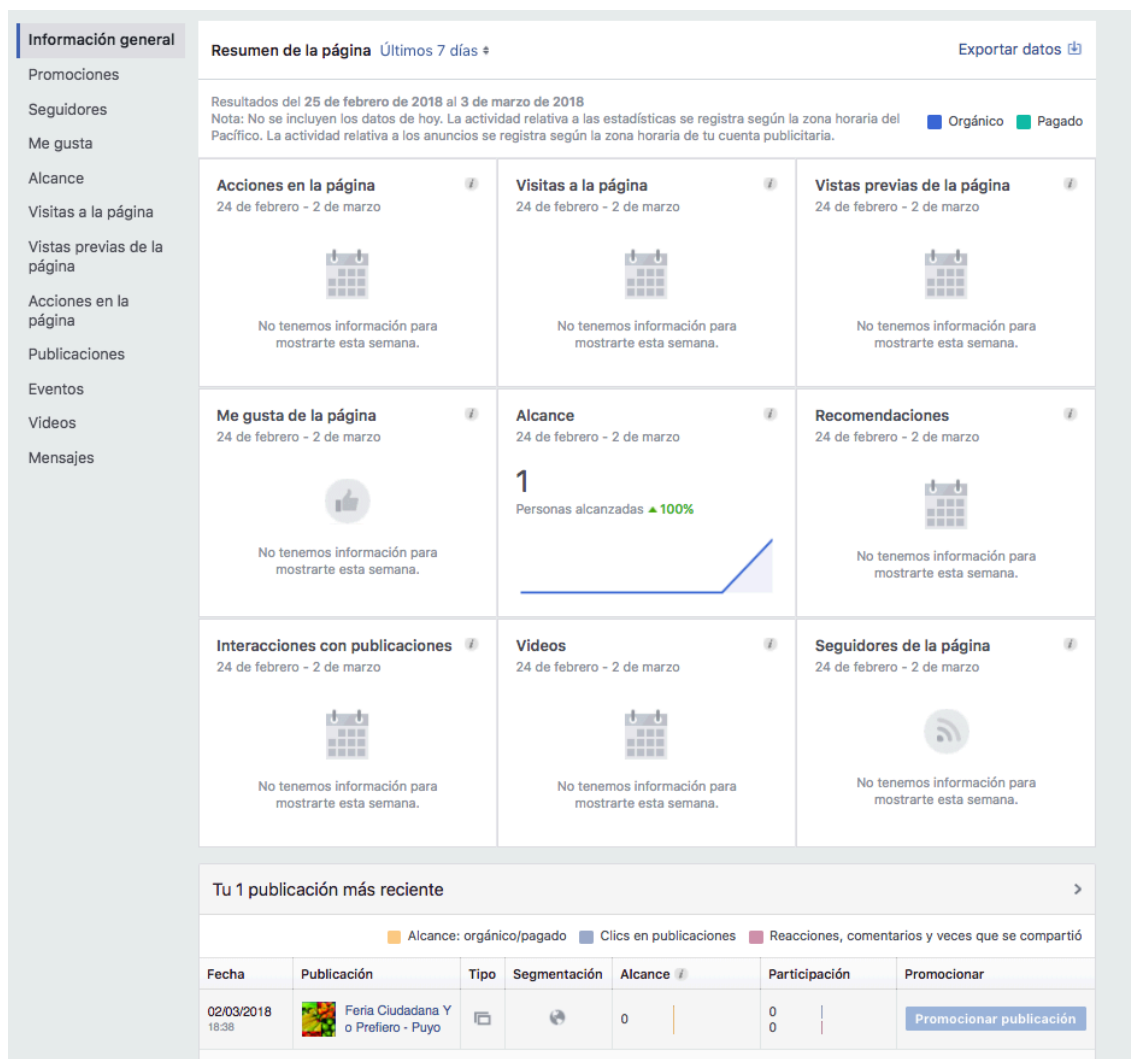 Información general
Promociones
Seguidores
Me gusta
Alcance
Visitas a la página
Vistas previas de la
página
Acciones en la
página
Publicaciones
Eventos
Videos
Mensajes
Resumen de la página Últimos 7 días
Exportar datos
Resultados del 25 de febrero de 2018 al 3 de marzo de 2018
Nota: No se incluyen los datos de hoy. La actividad relativa a las estadísticas se registra según la zona horaria del
Pacífico. La actividad relativa a los anuncios se registra según la zona horaria de tu cuenta publicitaria.
Orgánico Pagado
Acciones en la página i
24 de febrero - 2 de marzo
No tenemos información para
mostrarte esta semana.
Visitas a la página i
24 de febrero - 2 de marzo
No tenemos información para
mostrarte esta semana.
Vistas previas de la página i
24 de febrero - 2 de marzo
No tenemos información para
mostrarte esta semana.
Me gusta de la página i
24 de febrero - 2 de marzo
No tenemos información para
mostrarte esta semana.
Alcance i
24 de febrero - 2 de marzo
1
Personas alcanzadas 100%
Recomendaciones i
24 de febrero - 2 de marzo
No tenemos información para
mostrarte esta semana.
Interacciones con publicaciones i
24 de febrero - 2 de marzo
No tenemos información para
mostrarte esta semana.
Videos i
24 de febrero - 2 de marzo
No tenemos información para
mostrarte esta semana.
Seguidores de la página i
24 de febrero - 2 de marzo
No tenemos información para
mostrarte esta semana.
Tu 1 publicación más reciente
Alcance: orgánico/pagado Clics en publicaciones Reacciones, comentarios y veces que se compartió
Fecha Publicación Tipo Segmentación Alcance i Participación Promocionar
02/03/2018
18:38
Feria Ciudadana Y
o Prefiero - Puyo
0
0
0
Promocionar publicación